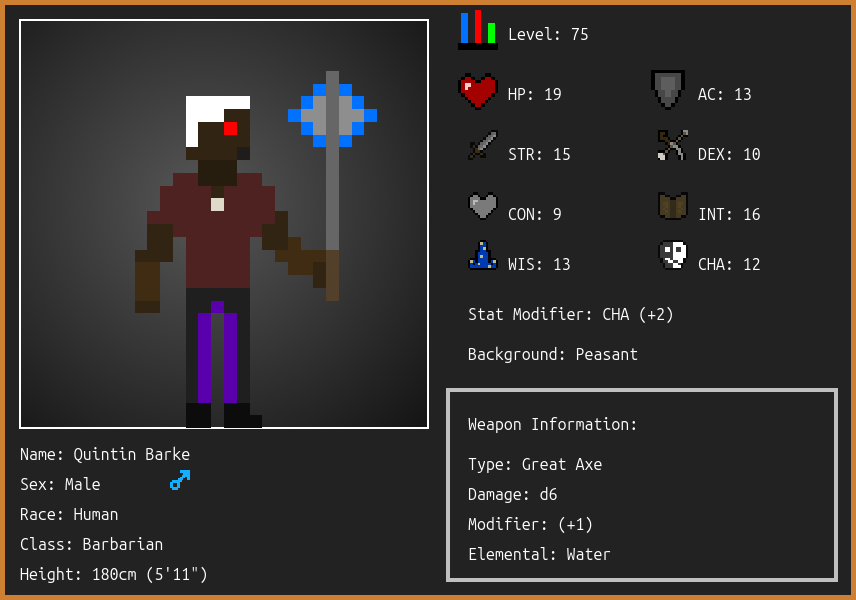 Level: 75
HP: 19
AC: 13
STR: 15
DEX: 10
CON: 9
INT: 16
WIS: 13
CHA: 12
Stat Modifier: CHA (+2)
Background: Peasant
Name: Quintin Barke
Sex: Male
Race: Human
Class: Barbarian
Height: 180cm (5'11")
Weapon Information:
Type: Great Axe
Damage: d6
Modifier: (+1)
Elemental: Water